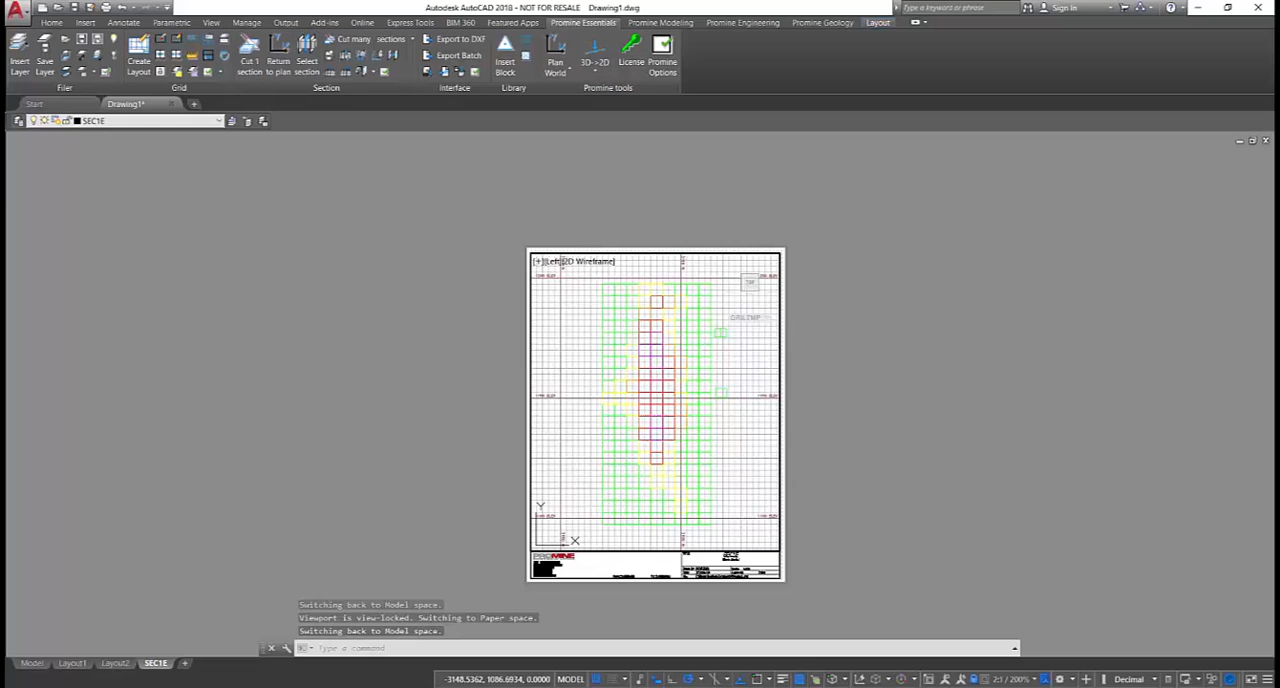 Autodesk AutoCAD 2018 - NOT FOR RESALE Drawing1.dwg
Type a keyword or phrase
Sign In
Home Insert Annotate Parametric View Manage Output Add-ins Online Express Tools BIM 360 Featured Apps Promine Essentials Promine Modeling Promine Engineering Promine Geology Layout
Insert Layer
Save Layer
Create Layout
Cut 1 section
Return to plan
Select section
Cut many sections
Export to DXF
Export Batch
Insert Block
Plan World
3D->2D
License
Promine Options
Filer Grid Section Interface Library Promine tools
Start Drawing1*
SEC1E
[+][Left][2D Wireframe]
TOP
Y
X
PROMINE
SEC1E
Switching back to Model space.
Viewport is view-locked. Switching to Paper space.
Switching back to Model space.
Type a command
Model Layout1 Layout2 SEC1E
-3148.5362, 1086.6934, 0.0000 MODEL 2:1 / 200% Decimal